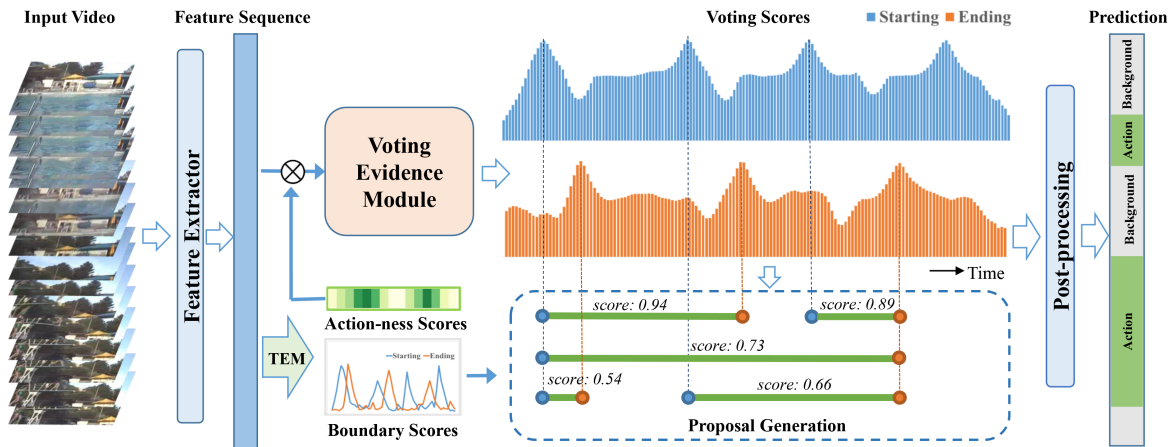 Input Video
Feature Sequence
Voting Scores
Starting
Ending
Prediction
Feature Extractor
Voting
Evidence
Module
Action-ness Scores
TEM
Starting
Ending
Boundary Scores
Time
score: 0.94
score: 0.89
score: 0.73
score: 0.54
score: 0.66
Proposal Generation
Post-processing
Background
Action
Background
Action